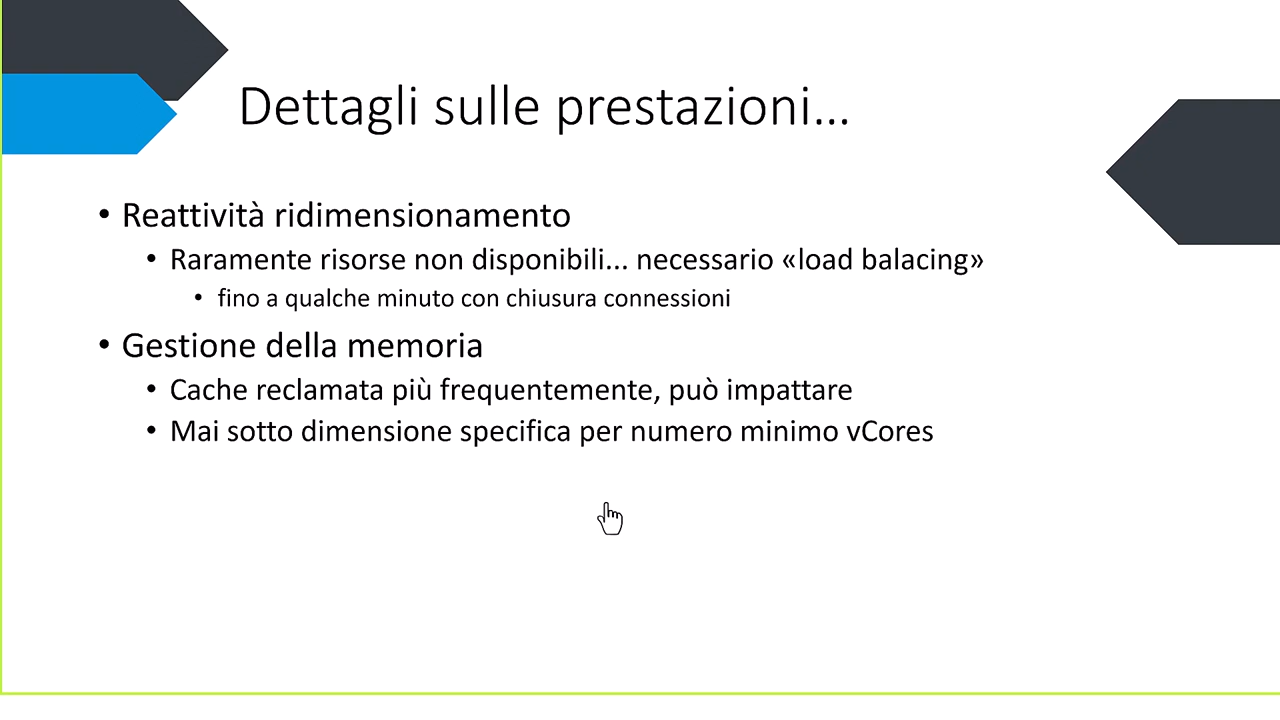 Dettagli sulle prestazioni...
• Reattività ridimensionamento
• Raramente risorse non disponibili... necessario «load balacing»
• fino a qualche minuto con chiusura connessioni
• Gestione della memoria
• Cache reclamata più frequentemente, può impattare
• Mai sotto dimensione specifica per numero minimo vCores